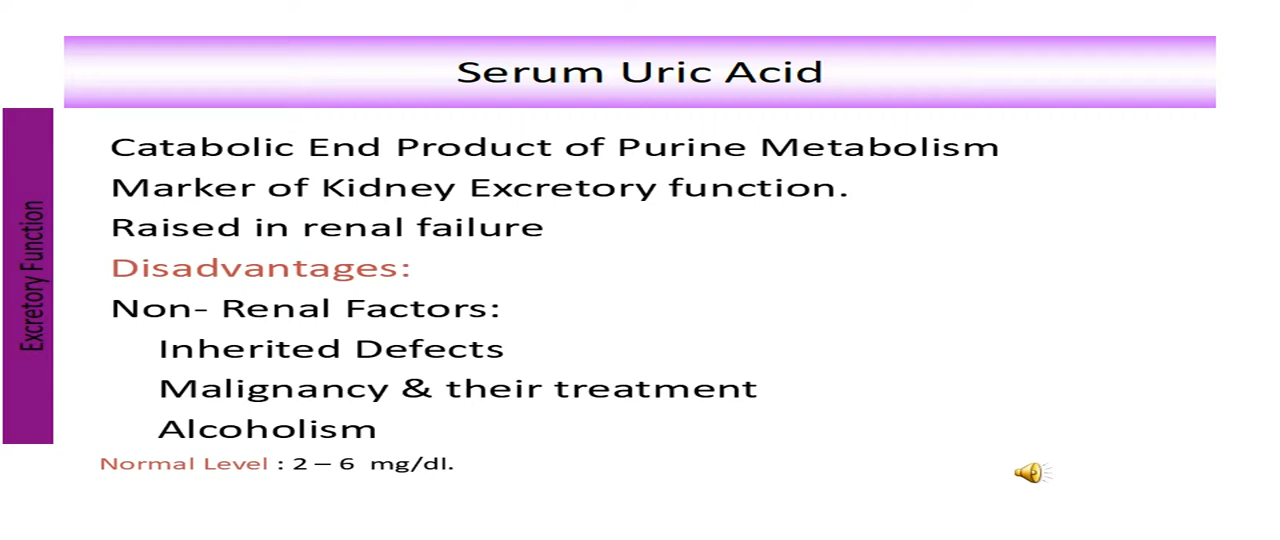 Serum Uric Acid
Excretory Function
Catabolic End Product of Purine Metabolism
Marker of Kidney Excretory function.
Raised in renal failure
Disadvantages:
Non- Renal Factors:
Inherited Defects
Malignancy & their treatment
Alcoholism
Normal Level : 2 – 6 mg/dl.